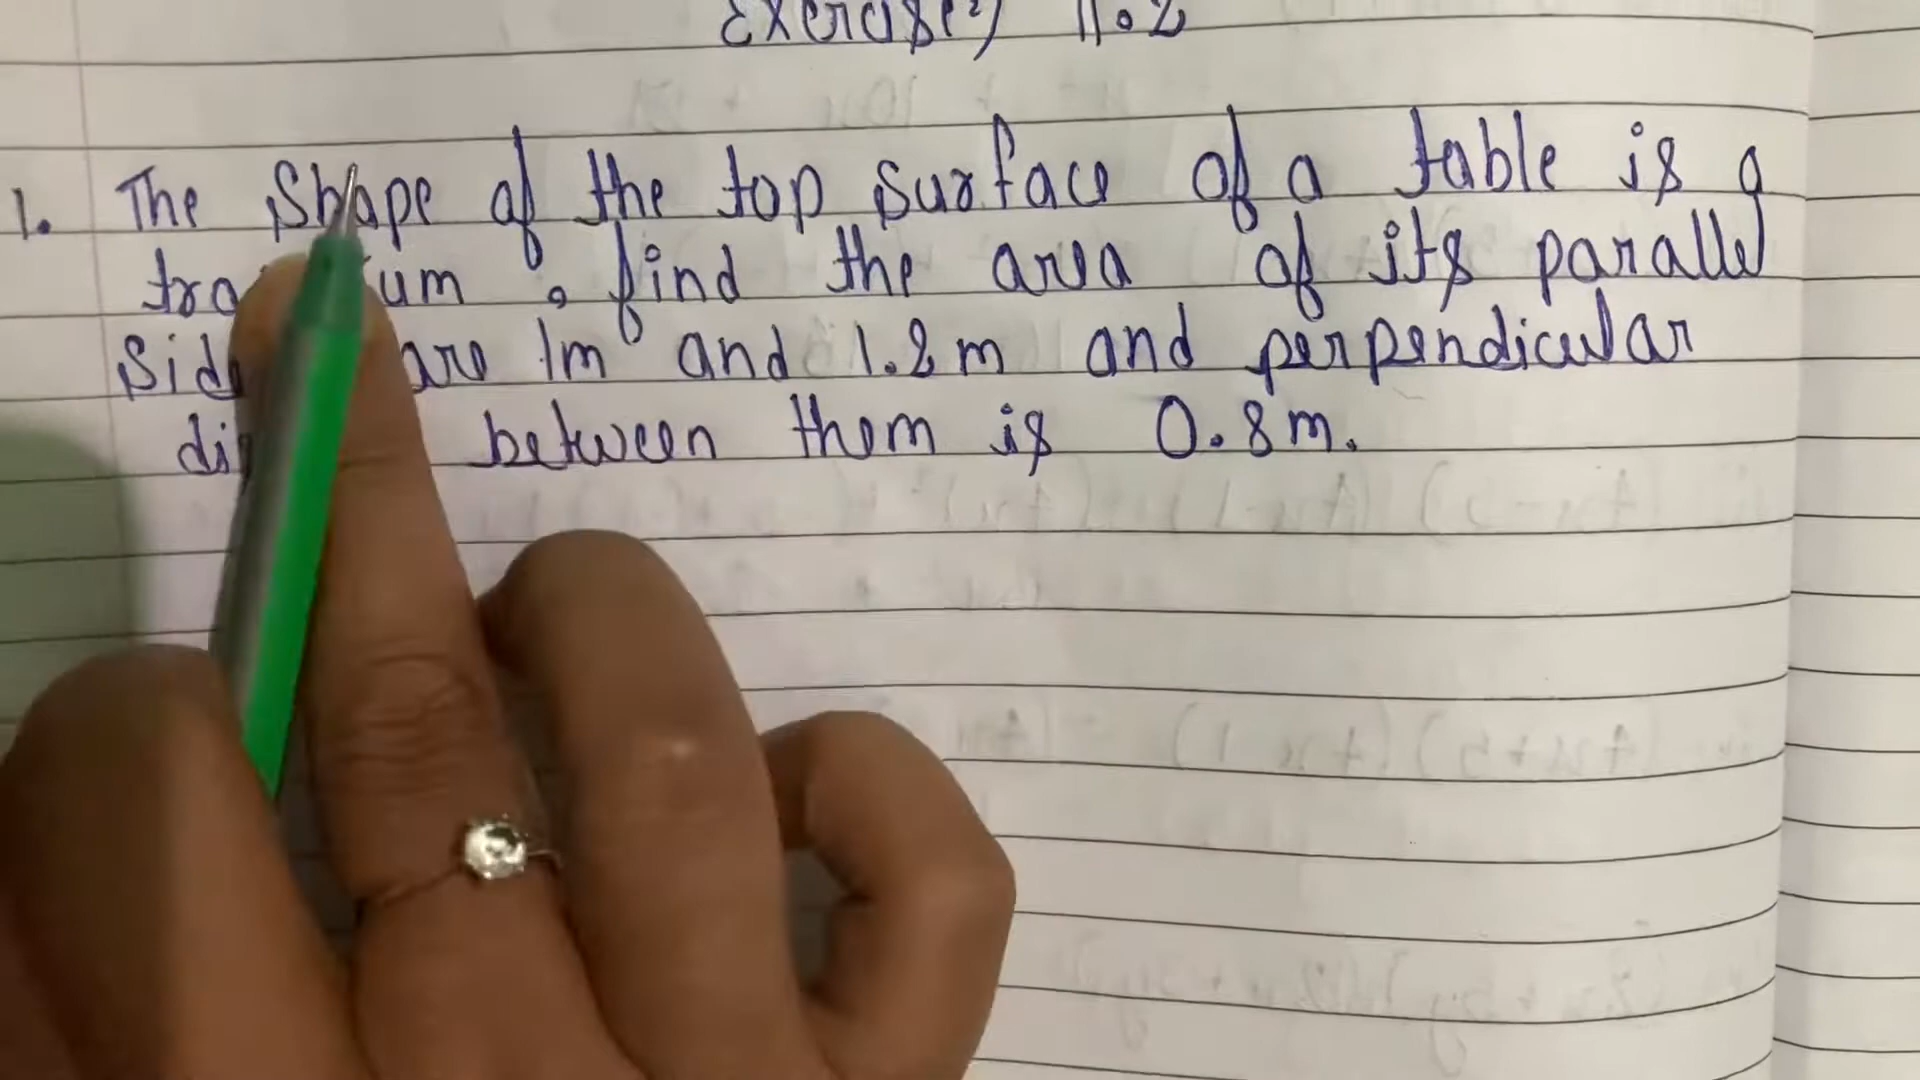 Exercise 11.2
1. The Shape of the top surface of a table is a
um, find the area of its parallel
are 1m and 1.2m and perpendicular
between them is 0.8m.